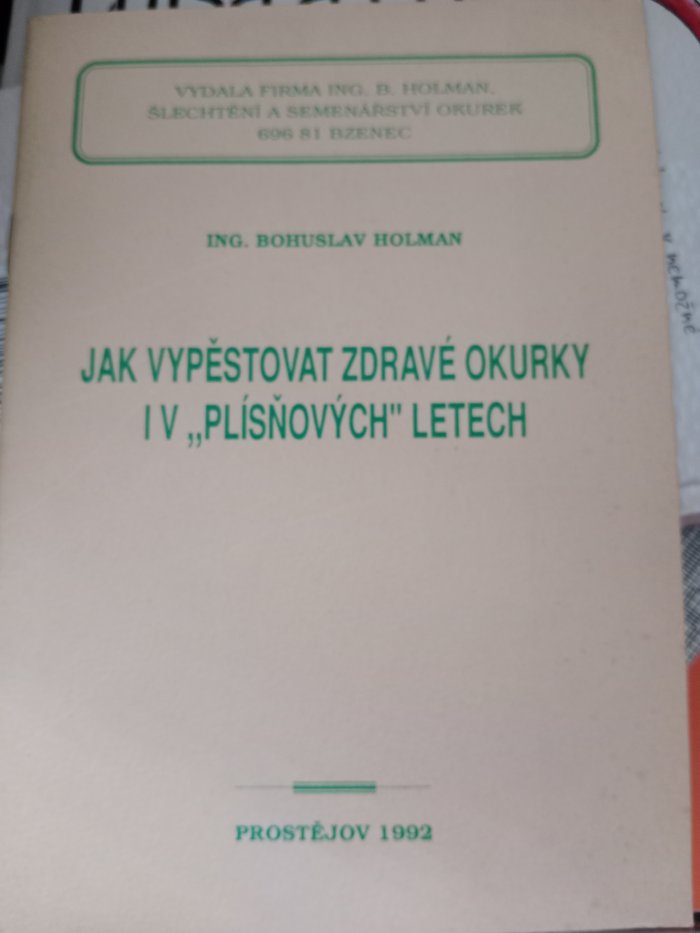 VYDALA FIRMA ING. B. HOLMAN,
ŠLECHTĚNÍ A SEMENÁŘSTVÍ OKUREK
696 81 BZENEC
ING. BOHUSLAV HOLMAN
JAK VYPĚSTOVAT ZDRAVÉ OKURKY
I V „PLÍSŇOVÝCH" LETECH
PROSTĚJOV 1992
v nemožné